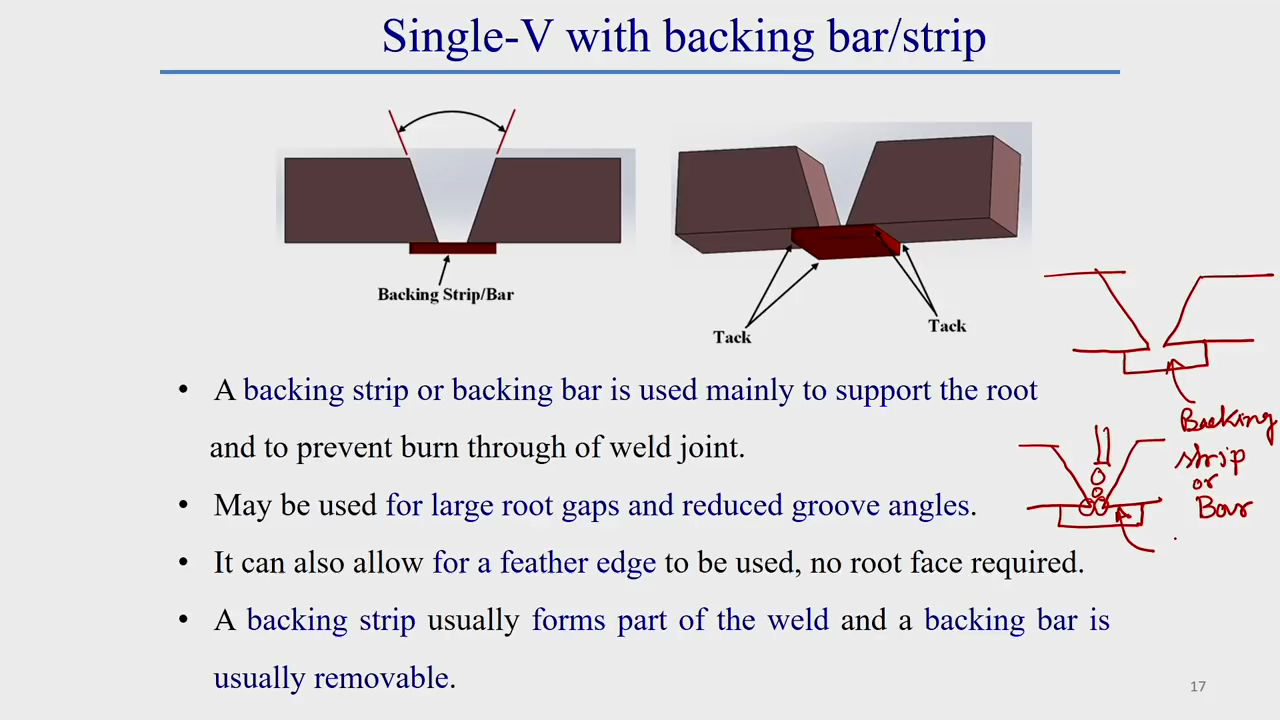 Single-V with backing bar/strip
Backing Strip/Bar
Tack
Tack
• A backing strip or backing bar is used mainly to support the root
and to prevent burn through of weld joint.
• May be used for large root gaps and reduced groove angles.
• It can also allow for a feather edge to be used, no root face required.
• A backing strip usually forms part of the weld and a backing bar is
usually removable.
Backing
strip
or
Bar
17